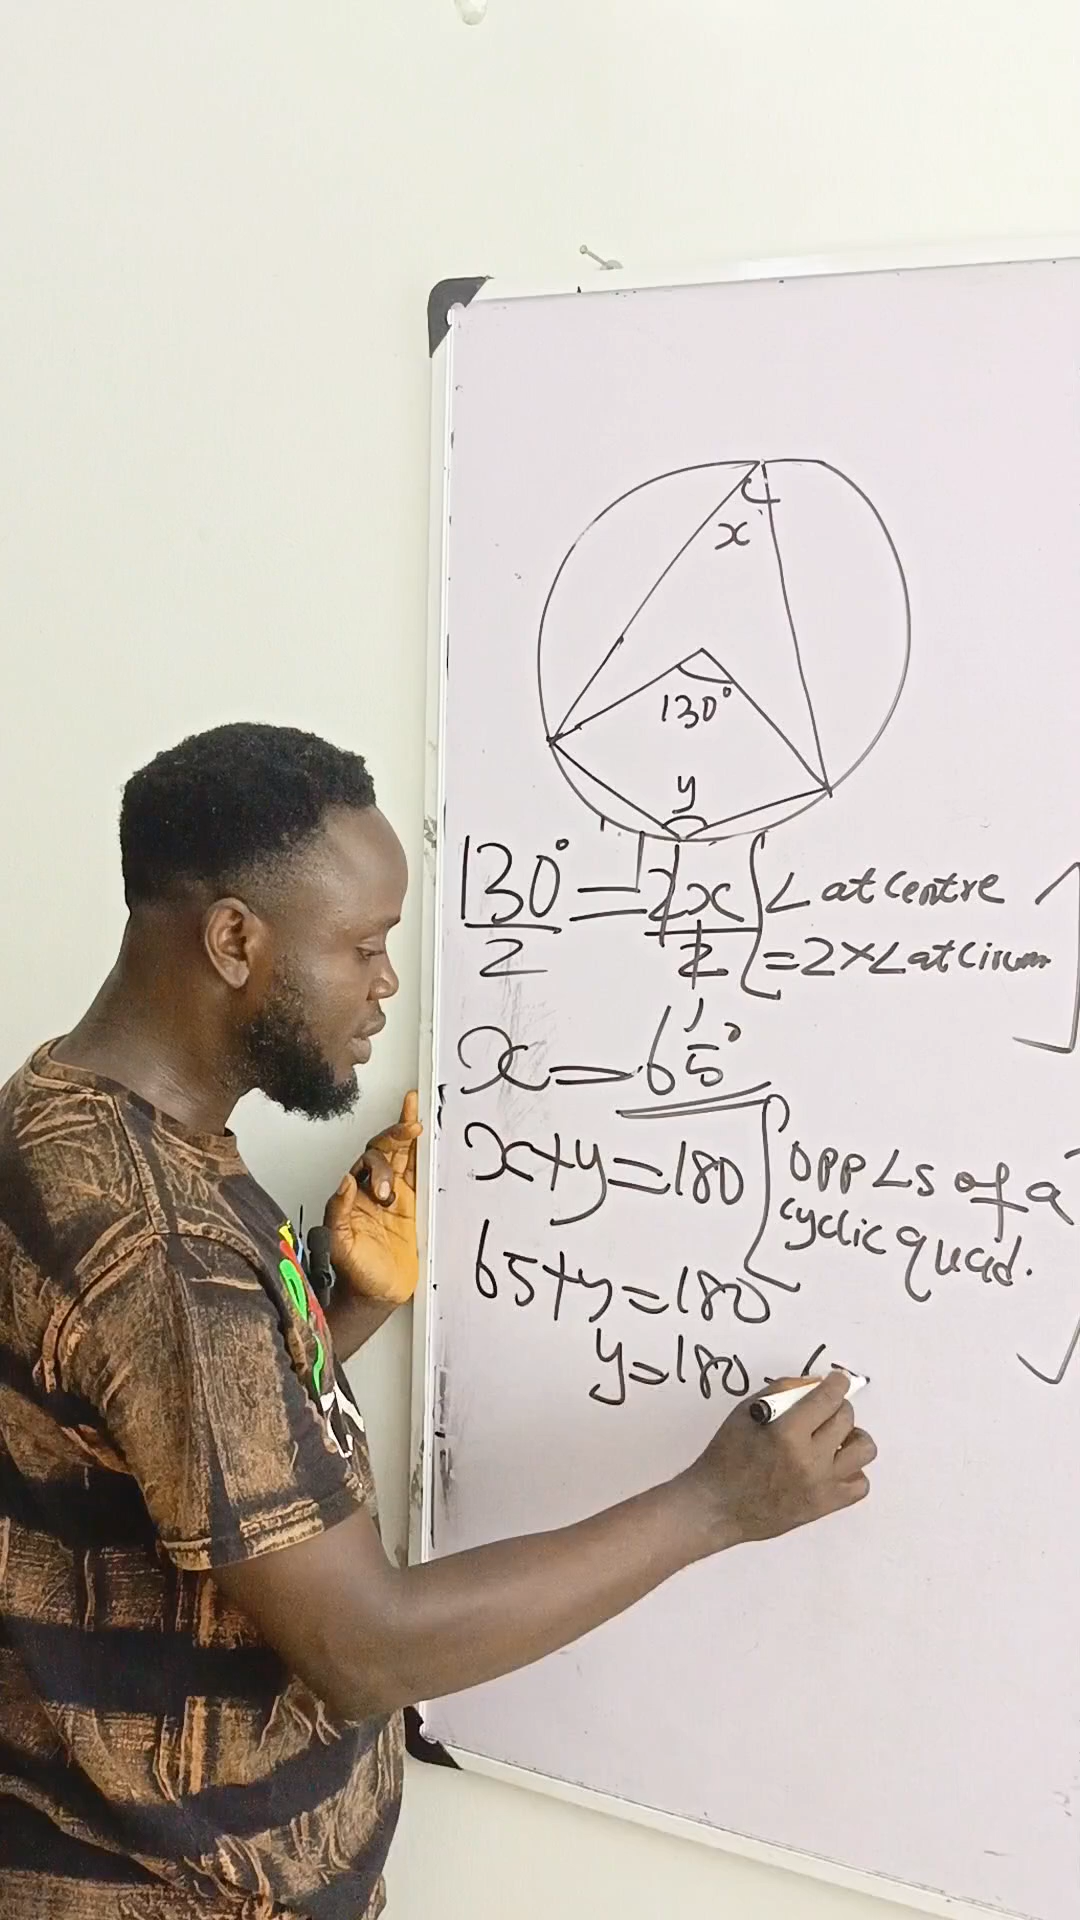 x
130°
y
130° = 2x ∠ at centre
2 2 = 2 × ∠ at circum
x = 65°
x + y = 180 opp ∠s of a
cyclic quad.
65 + y = 180
y = 180 -